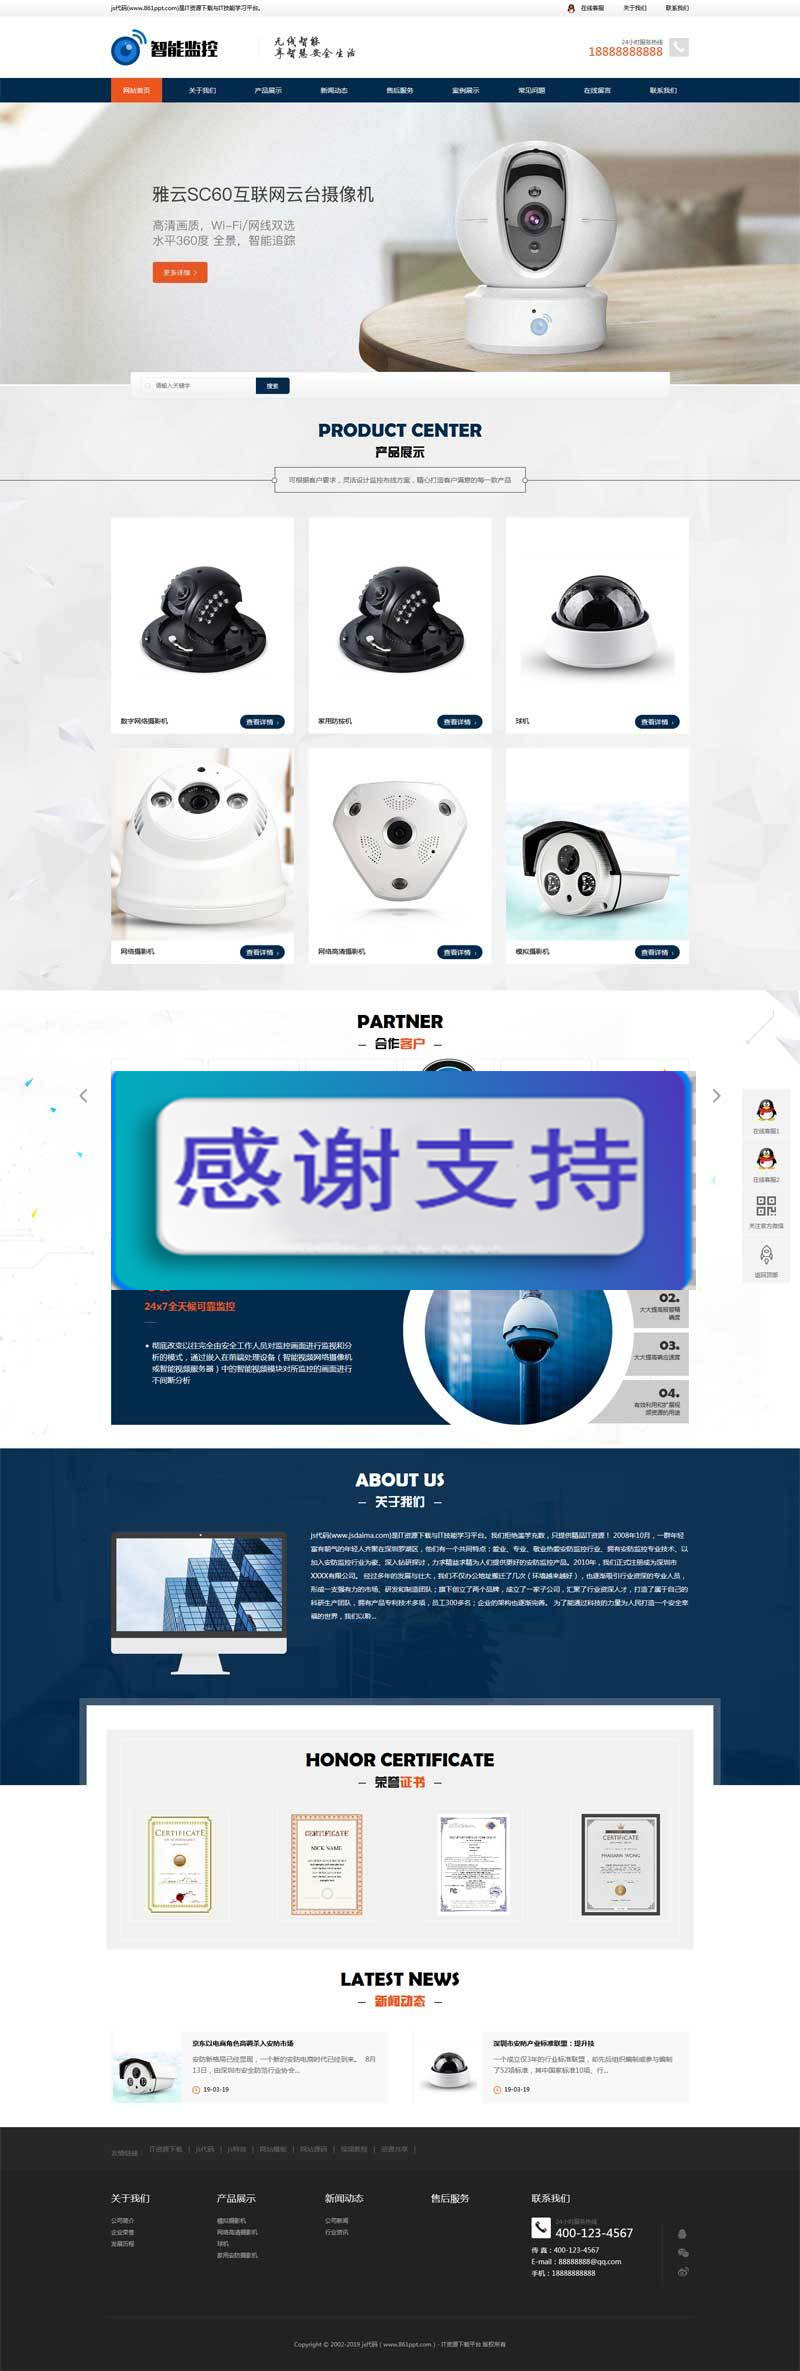 js代码(www.861ppt.com)是IT资源下载与IT技能学习平台。
在线客服 关于我们 联系我们
智能监控
无线智能
享智慧安全生活
24小时服务热线
18888888888
网站首页 关于我们 产品展示 新闻动态 售后服务 案例展示 常见问题 在线留言 联系我们
雅云SC60互联网云台摄像机
高清画质，Wi-Fi/网线双选
水平360度 全景，智能追踪
更多详细 >
请输入关键字 搜索
PRODUCT CENTER
产品展示
可根据客户要求，灵活设计监控布线方案，精心打造客户满意的每一款产品
数字网络摄影机 查看详情 ›
家用防按机 查看详情 ›
球机 查看详情 ›
网络摄影机 查看详情 ›
网络高清摄影机 查看详情 ›
模拟摄影机 查看详情 ›
PARTNER
合作客户
感谢支持
在线客服1
在线客服2
关注官方微信
返回顶部
24x7全天候可靠监控
彻底改变以往完全由安全工作人员对监控画面进行监视和分
析的模式，通过嵌入在前端处理设备（智能视频网络摄像机
或智能视频服务器）中的智能视频模块对所监控的画面进行
不间断分析
02.
大大提高报警精
确度
03.
大大提高响应速度
04.
有效利用和扩展视
频资源的用途
ABOUT US
关于我们
js代码(www.jsdaima.com)是IT资源下载与IT技能学习平台。我们拒绝滥竽充数，只提供精品IT资源！ 2008年10月，一群年轻
富有朝气的年轻人齐聚在深圳罗湖区，他们有一个共同特点：爱业、专业、敬业热爱安防监控行业、拥有安防监控专业技术、以
加入安防监控行业为豪、深入钻研探讨，力求精益求精为人们提供更好的安防监控产品。2010年，我们正式注册成为深圳市
XXXX有限公司。 经过多年的发展与壮大，我们不仅办公地址搬迁了几次（环境越来越好），也逐渐吸引行业资深的专业人员，
形成一支强有力的市场、研发和制造团队；旗下创立了两个品牌，成立了一家子公司，汇聚了行业资深人才，打造了属于自己的
科研生产团队，拥有产品专利技术多项，员工300多名；企业的架构也逐渐完善。 为了能通过科技的力量为人民打造一个安全幸
福的世界，我们以聆...
HONOR CERTIFICATE
荣誉证书
CERTIFICATE
CERTIFICATE
NICK NAME
CERTIFICATE
LATEST NEWS
新闻动态
京东以电商角色高调杀入安防市场
安防新格局已经显现，一个新的安防电商时代已经到来。 8月
13日，由深圳市安全防范行业协会...
19-03-19
深圳市安防产业标准联盟：提升技
一个成立仅3年的行业标准联盟，却先后组织编制或参与编制
了52项标准，其中国家标准10项、行...
19-03-19
友情链接： IT资源下载 | js代码 | js特效 | 网站模板 | 网站源码 | 视频教程 | 资源共享 |
关于我们
公司简介
企业荣誉
发展历程
产品展示
模拟摄影机
网络高清摄影机
球机
家用安防摄影机
新闻动态
公司新闻
行业资讯
售后服务
联系我们
24小时服务热线
400-123-4567
传 真：400-123-4567
E-mail：88888888@qq.com
手机：18888888888
Copyright © 2002-2019 js代码（www.861ppt.com）- IT资源下载平台 版权所有